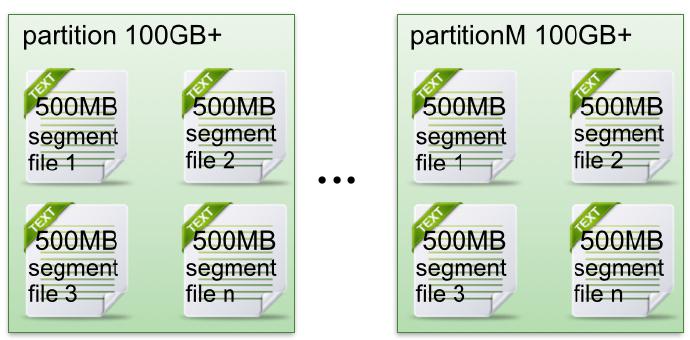 partition 100GB+
TEXT
500MB
segment
file 1
TEXT
500MB
segment
file 2
TEXT
500MB
segment
file 3
TEXT
500MB
segment
file n
...
partitionM 100GB+
TEXT
500MB
segment
file 1
TEXT
500MB
segment
file 2
TEXT
500MB
segment
file 3
TEXT
500MB
segment
file n